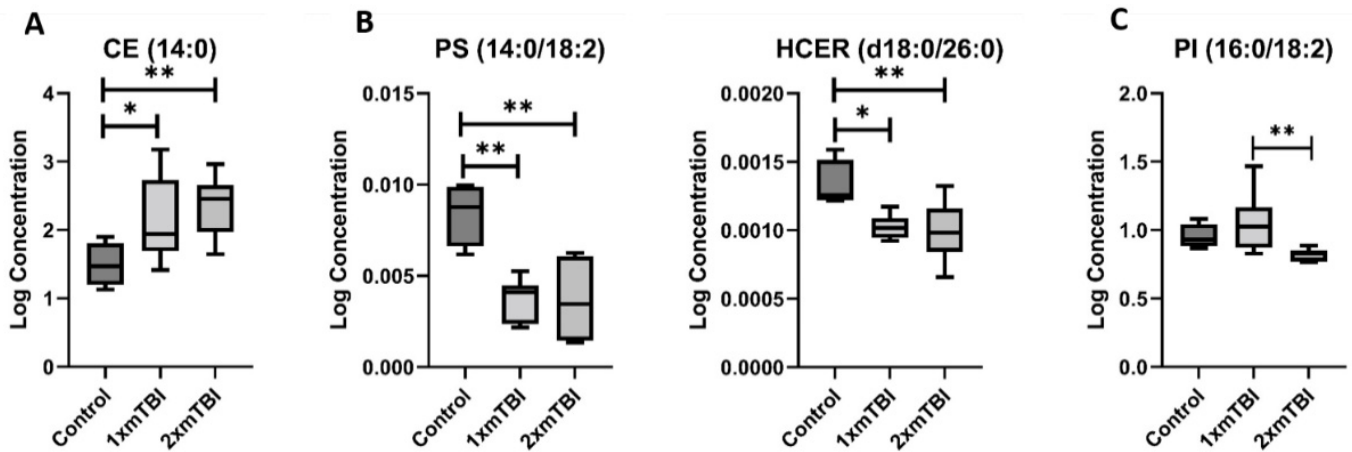 A
CE (14:0)
**
*
4
3
2
1
0
Log Concentration
Control
1xmTBI
2xmTBI
B
PS (14:0/18:2)
**
**
0.015
0.010
0.005
0.000
Log Concentration
Control
1xmTBI
2xmTBI
HCER (d18:0/26:0)
**
*
0.0020
0.0015
0.0010
0.0005
0.0000
Log Concentration
Control
1xmTBI
2xmTBI
C
PI (16:0/18:2)
**
2.0
1.5
1.0
0.5
0.0
Log Concentration
Control
1xmTBI
2xmTBI